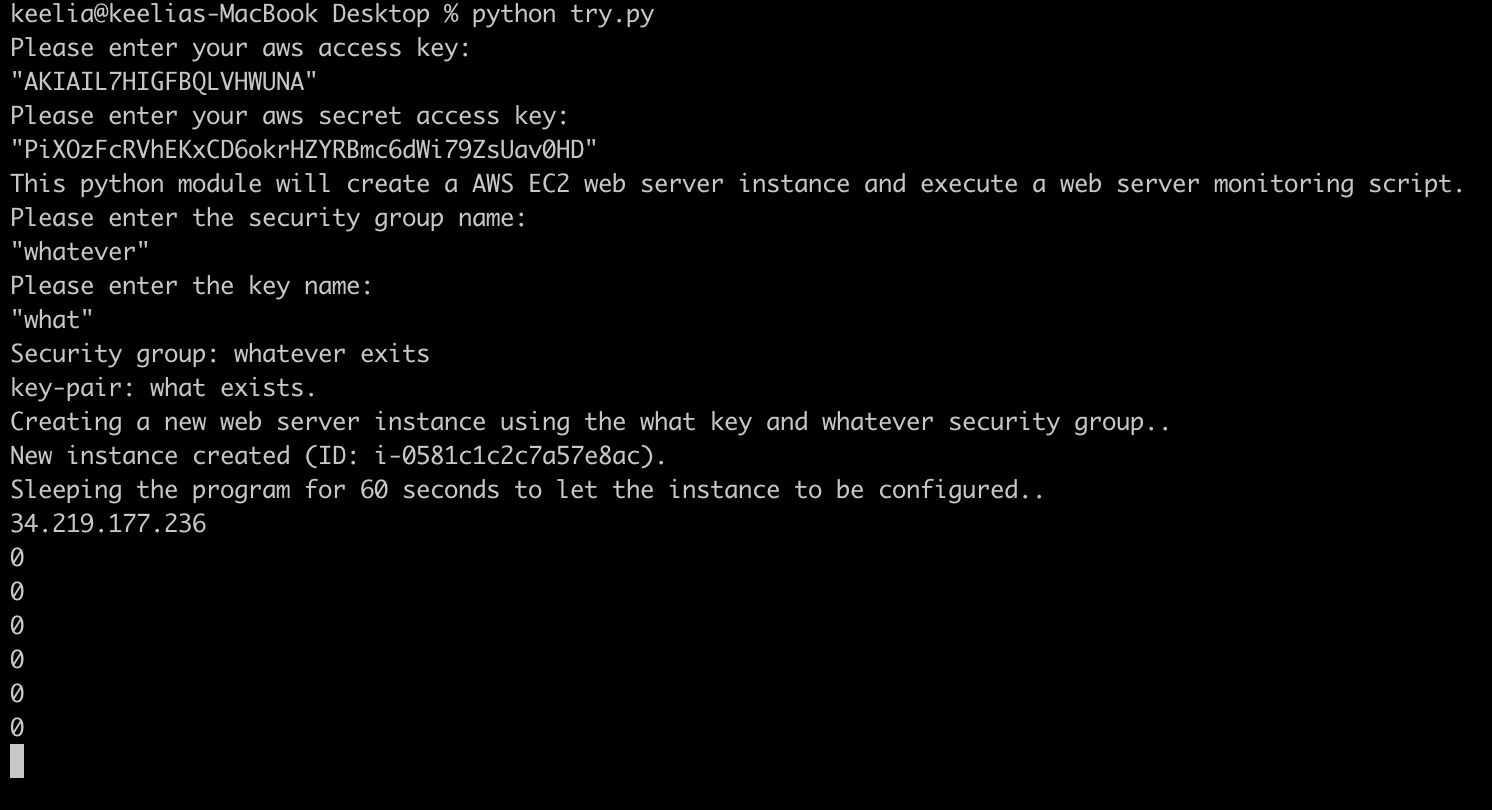 keelia@keelias-MacBook Desktop % python try.py
Please enter your aws access key:
"AKIAIL7HIGFBQLVHWUNA"
Please enter your aws secret access key:
"PiXOzFcRVhEKxCD6okrHZYRBmc6dWi79ZsUav0HD"
This python module will create a AWS EC2 web server instance and execute a web server monitoring script.
Please enter the security group name:
"whatever"
Please enter the key name:
"what"
Security group: whatever exits
key-pair: what exists.
Creating a new web server instance using the what key and whatever security group..
New instance created (ID: i-0581c1c2c7a57e8ac).
Sleeping the program for 60 seconds to let the instance to be configured..
34.219.177.236
0
0
0
0
0
0